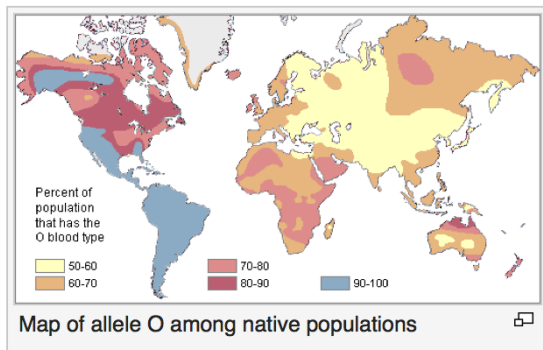 Percent of
population
that has the
O blood type
50-60
60-70
70-80
80-90
90-100
Map of allele O among native populations